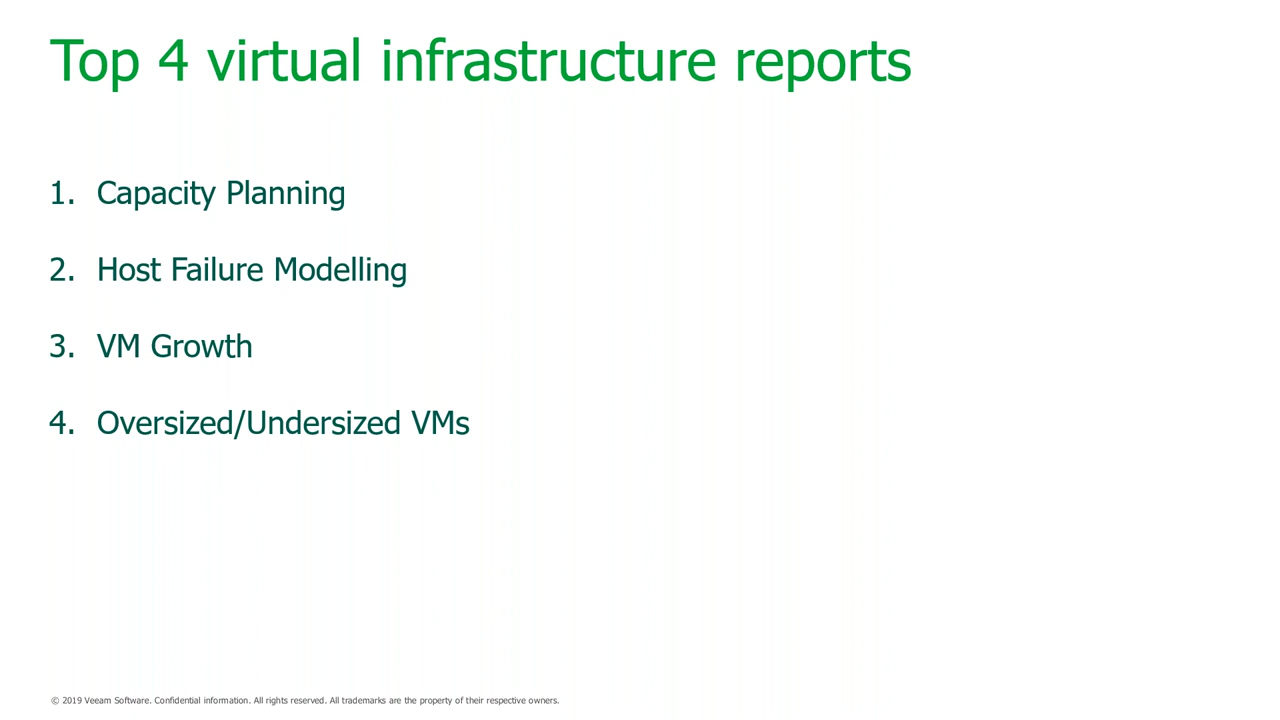 Top 4 virtual infrastructure reports
1. Capacity Planning
2. Host Failure Modelling
3. VM Growth
4. Oversized/Undersized VMs
© 2019 Veeam Software. Confidential information. All rights reserved. All trademarks are the property of their respective owners.